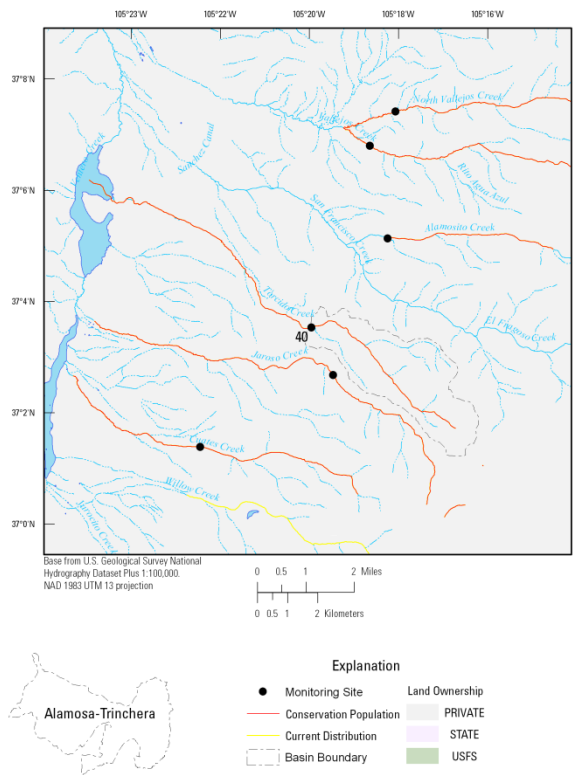 105°23'W 105°22'W 105°20'W 105°18'W 105°16'W
37°8'N
North Vallejos Creek
Vallejos Creek
Sanchez Canal
Creek
Rito Agua Azul
37°6'N
San Francisco Creek
Alamosito Creek
37°4'N
Torcido Creek
El Fragoso Creek
40
Jaroso Creek
37°2'N
Cuates Creek
Willow Creek
Jarocito Creek
37°0'N
Base from U.S. Geological Survey National
Hydrography Dataset Plus 1:100,000.
NAD 1983 UTM 13 projection
0 0.5 1 2 Miles
0 0.5 1 2 Kilometers
Explanation
Monitoring Site Land Ownership
Conservation Population PRIVATE
Current Distribution STATE
Basin Boundary USFS
Alamosa-Trinchera